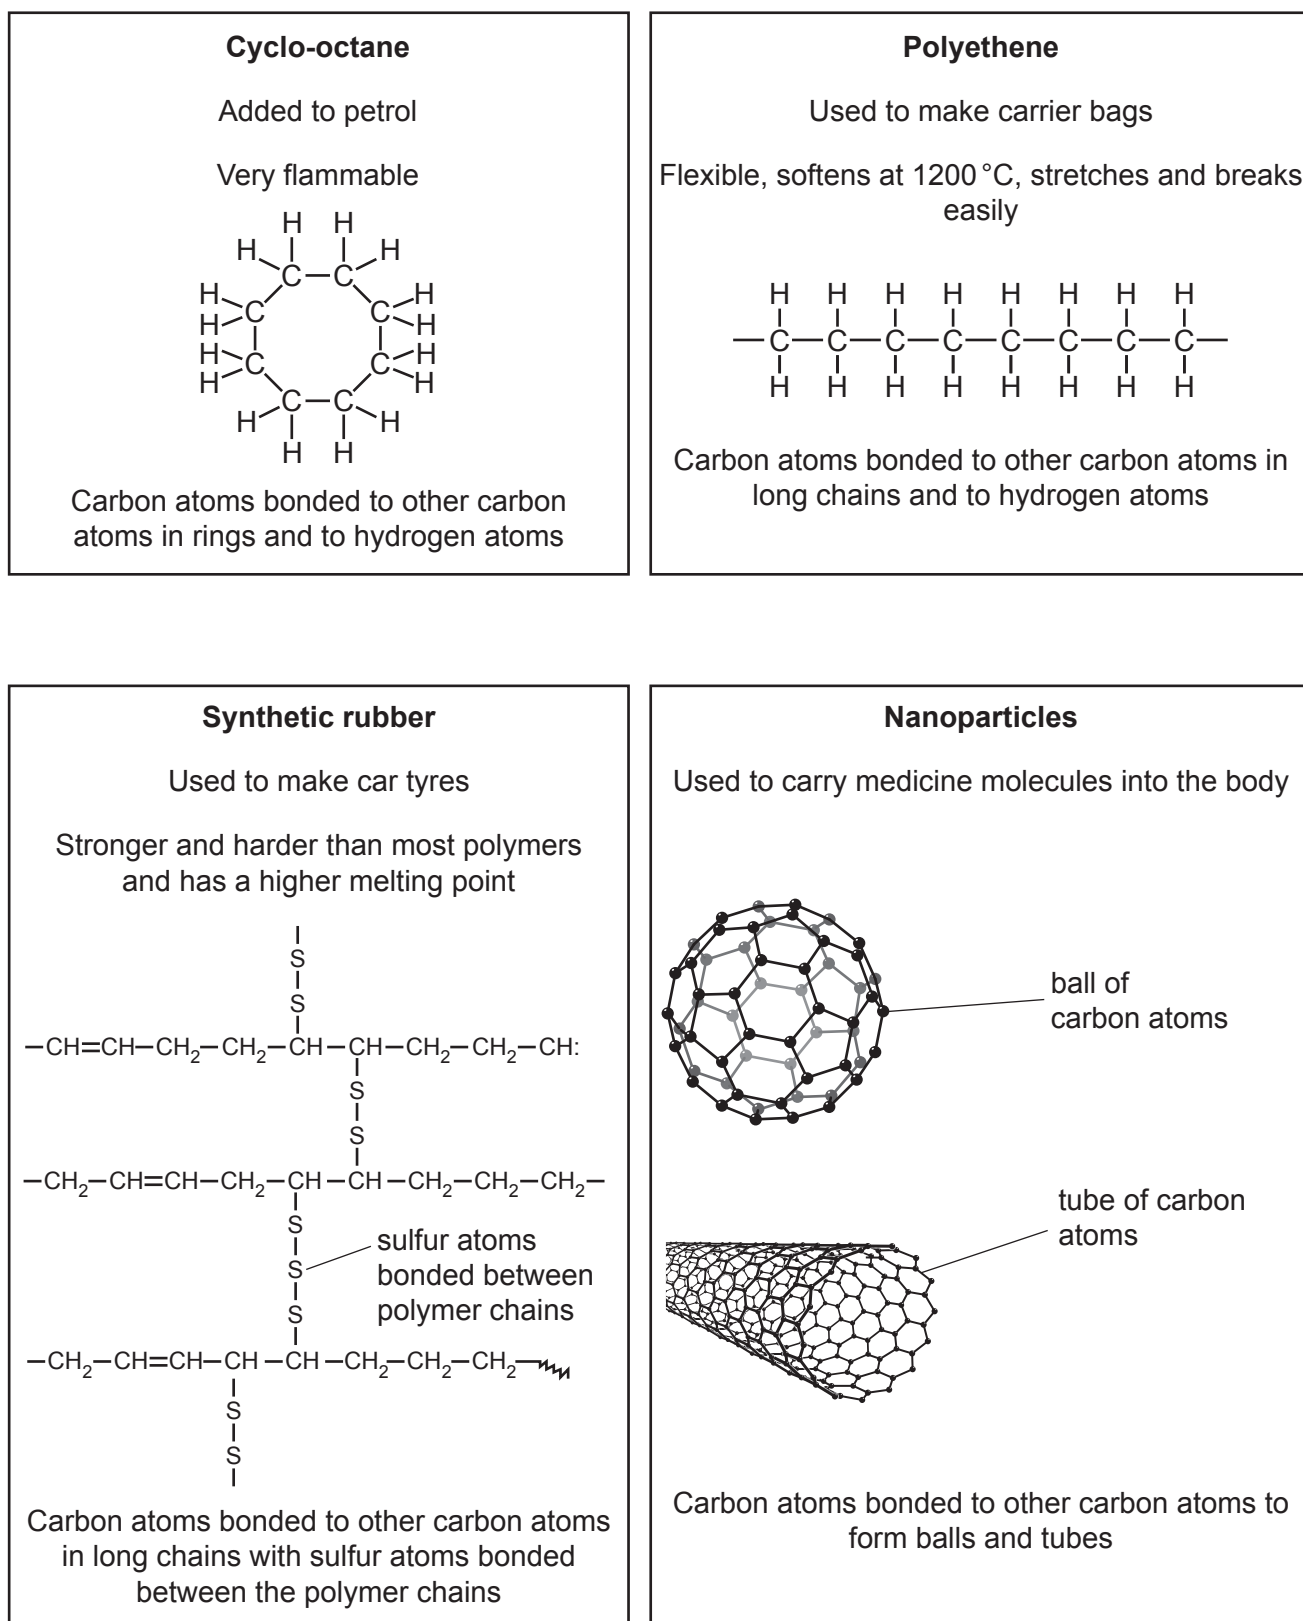 Cyclo-octane
Added to petrol
Very flammable
H H
H H
C C
H H
C C
H H
H H
C C
H H
C C
H H
H H
Carbon atoms bonded to other carbon
atoms in rings and to hydrogen atoms
Polyethene
Used to make carrier bags
Flexible, softens at 1200 °C, stretches and breaks
easily
H H H H H H H H
C C C C C C C C
H H H H H H H H
Carbon atoms bonded to other carbon atoms in
long chains and to hydrogen atoms
Synthetic rubber
Used to make car tyres
Stronger and harder than most polymers
and has a higher melting point
S
S
—CH=CH—CH₂—CH₂—CH—CH—CH₂—CH₂—CH:
S
S
—CH₂—CH=CH—CH₂—CH—CH—CH₂—CH₂—CH₂—
S
S
S
sulfur atoms
bonded between
polymer chains
—CH₂—CH=CH—CH—CH—CH₂—CH₂—CH₂—
S
S
Carbon atoms bonded to other carbon atoms
in long chains with sulfur atoms bonded
between the polymer chains
Nanoparticles
Used to carry medicine molecules into the body
ball of
carbon atoms
tube of carbon
atoms
Carbon atoms bonded to other carbon atoms to
form balls and tubes